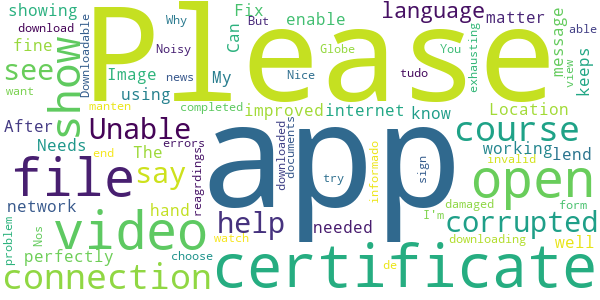 showing
download
Why
Please
Can
Fix
enable
language
matter
message
able
Downloadable
Noisy
But
Globe
You
exhausting
keeps
view
fine
see
show
Image
using
My
news
Nice
tudo
want
manten
completed
improved
internet
know
Location
After
Unable
app
course
Needs
The
errors
downloaded
documents
try
sign
informado
working
lend
invalid
file
say
end
reagrdings
open
network
hand
help
needed
I'm
damaged
form
problem
Nos
video
watch
corrupted
perfectly
choose
de
downloading
well
connection
certificate